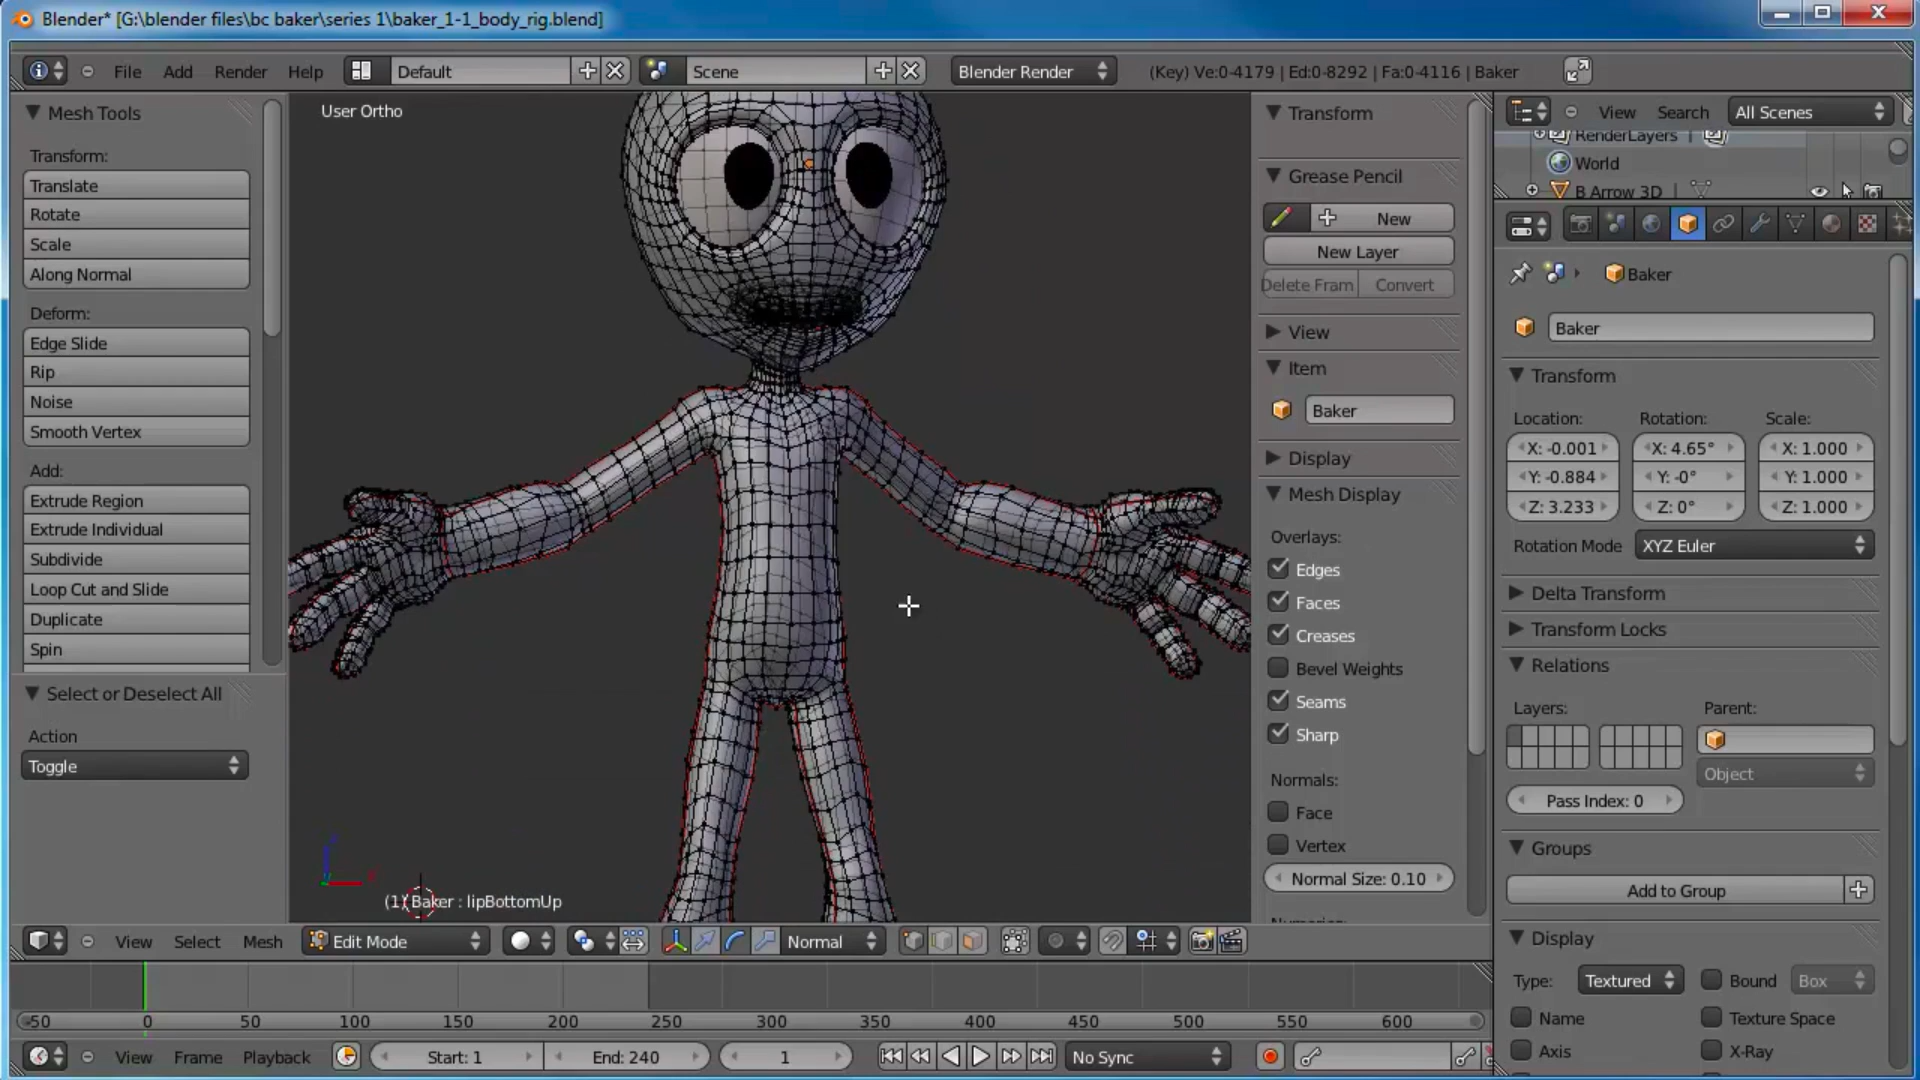 Blender* [G:\blender files\bc baker\series 1\baker_1-1_body_rig.blend]
File Add Render Help Default Scene Blender Render (Key) Ve:0-4179 | Ed:0-8292 | Fa:0-4116 | Baker
Mesh Tools
Transform:
Translate
Rotate
Scale
Along Normal
Deform:
Edge Slide
Rip
Noise
Smooth Vertex
Add:
Extrude Region
Extrude Individual
Subdivide
Loop Cut and Slide
Duplicate
Spin
Select or Deselect All
Action
Toggle
User Ortho
(1) Baker : lipBottomUp
Transform
Grease Pencil
New
New Layer
Delete Fram Convert
View
Item
Baker
Display
Mesh Display
Overlays:
Edges
Faces
Creases
Bevel Weights
Seams
Sharp
Normals:
Face
Vertex
Normal Size: 0.10
View Search All Scenes
RenderLayers |
World
B Arrow 3D |
Baker
Baker
Transform
Location: Rotation: Scale:
X: -0.001 X: 4.65° X: 1.000
Y: -0.884 Y: -0° Y: 1.000
Z: 3.233 Z: 0° Z: 1.000
Rotation Mode XYZ Euler
Delta Transform
Transform Locks
Relations
Layers: Parent:
Object
Pass Index: 0
Groups
Add to Group
Display
Type: Textured Bound Box
Name Texture Space
Axis X-Ray
View Select Mesh Edit Mode Normal
-50 0 50 100 150 200 250 300 350 400 450 500 550 600
View Frame Playback Start: 1 End: 240 1 No Sync